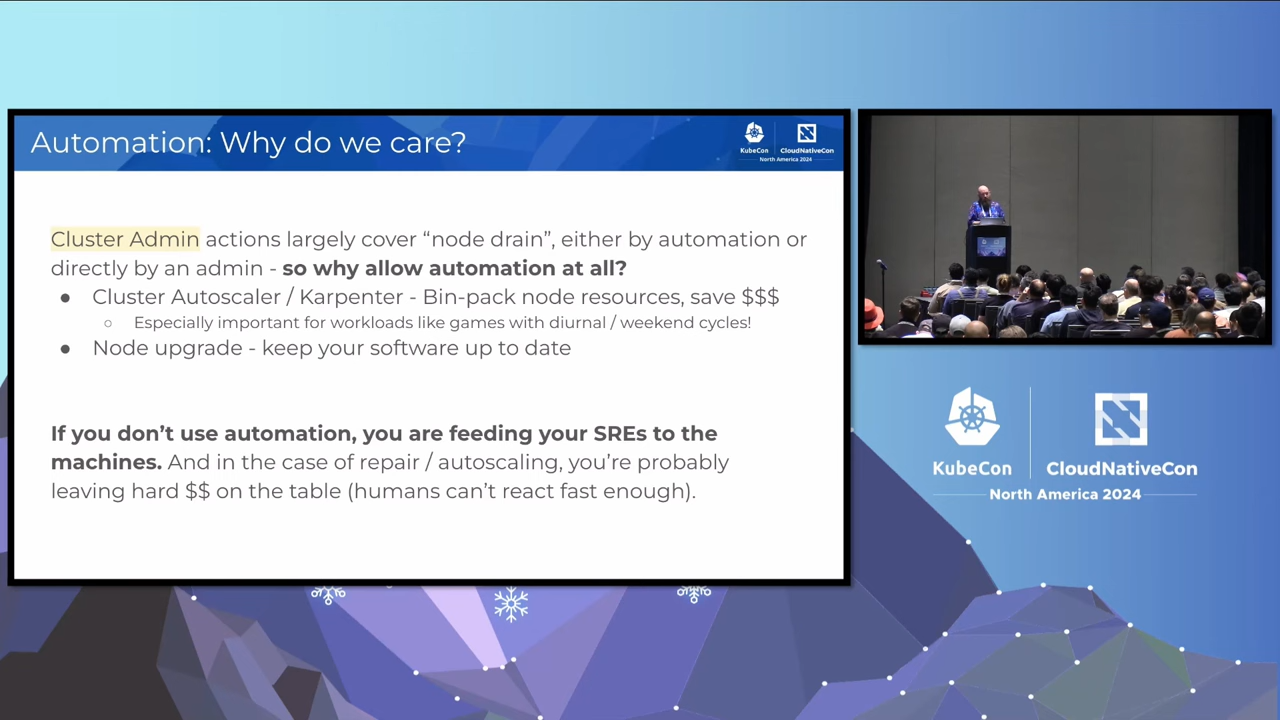 Automation: Why do we care?
KubeCon
CloudNativeCon
North America 2024
Cluster Admin actions largely cover “node drain”, either by automation or
directly by an admin - so why allow automation at all?
● Cluster Autoscaler / Karpenter - Bin-pack node resources, save $$$
○ Especially important for workloads like games with diurnal / weekend cycles!
● Node upgrade - keep your software up to date
If you don’t use automation, you are feeding your SREs to the
machines. And in the case of repair / autoscaling, you’re probably
leaving hard $$ on the table (humans can’t react fast enough).
KubeCon
CloudNativeCon
North America 2024